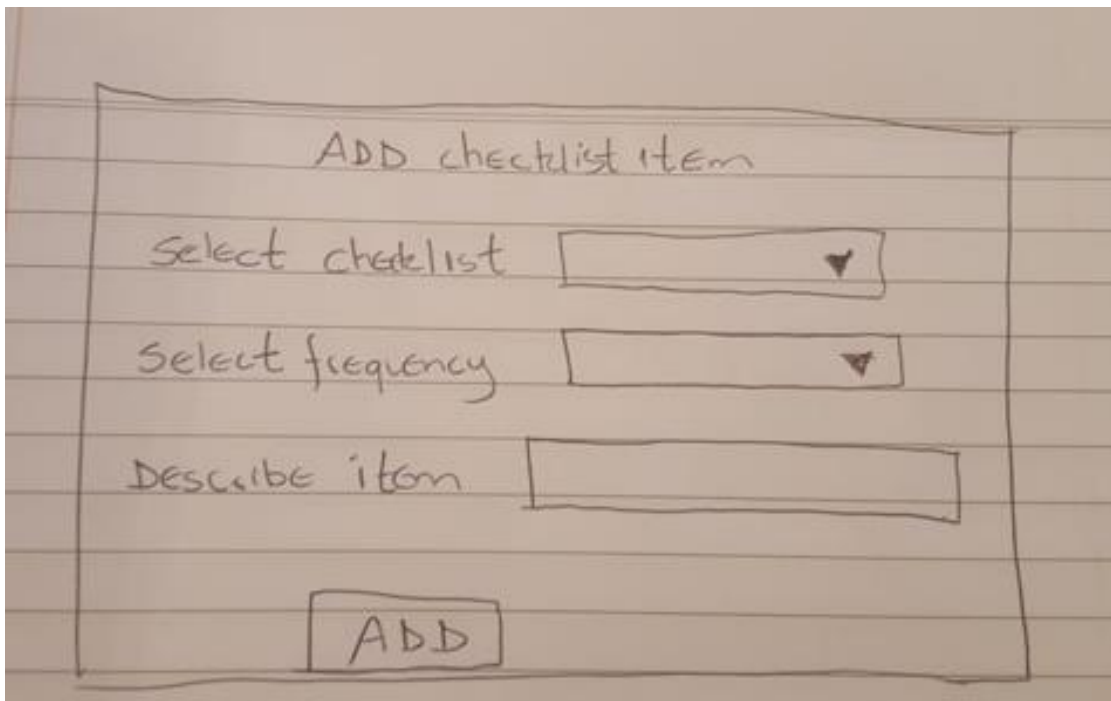 ADD checklist item
Select checklist
Select frequency
Describe item
ADD